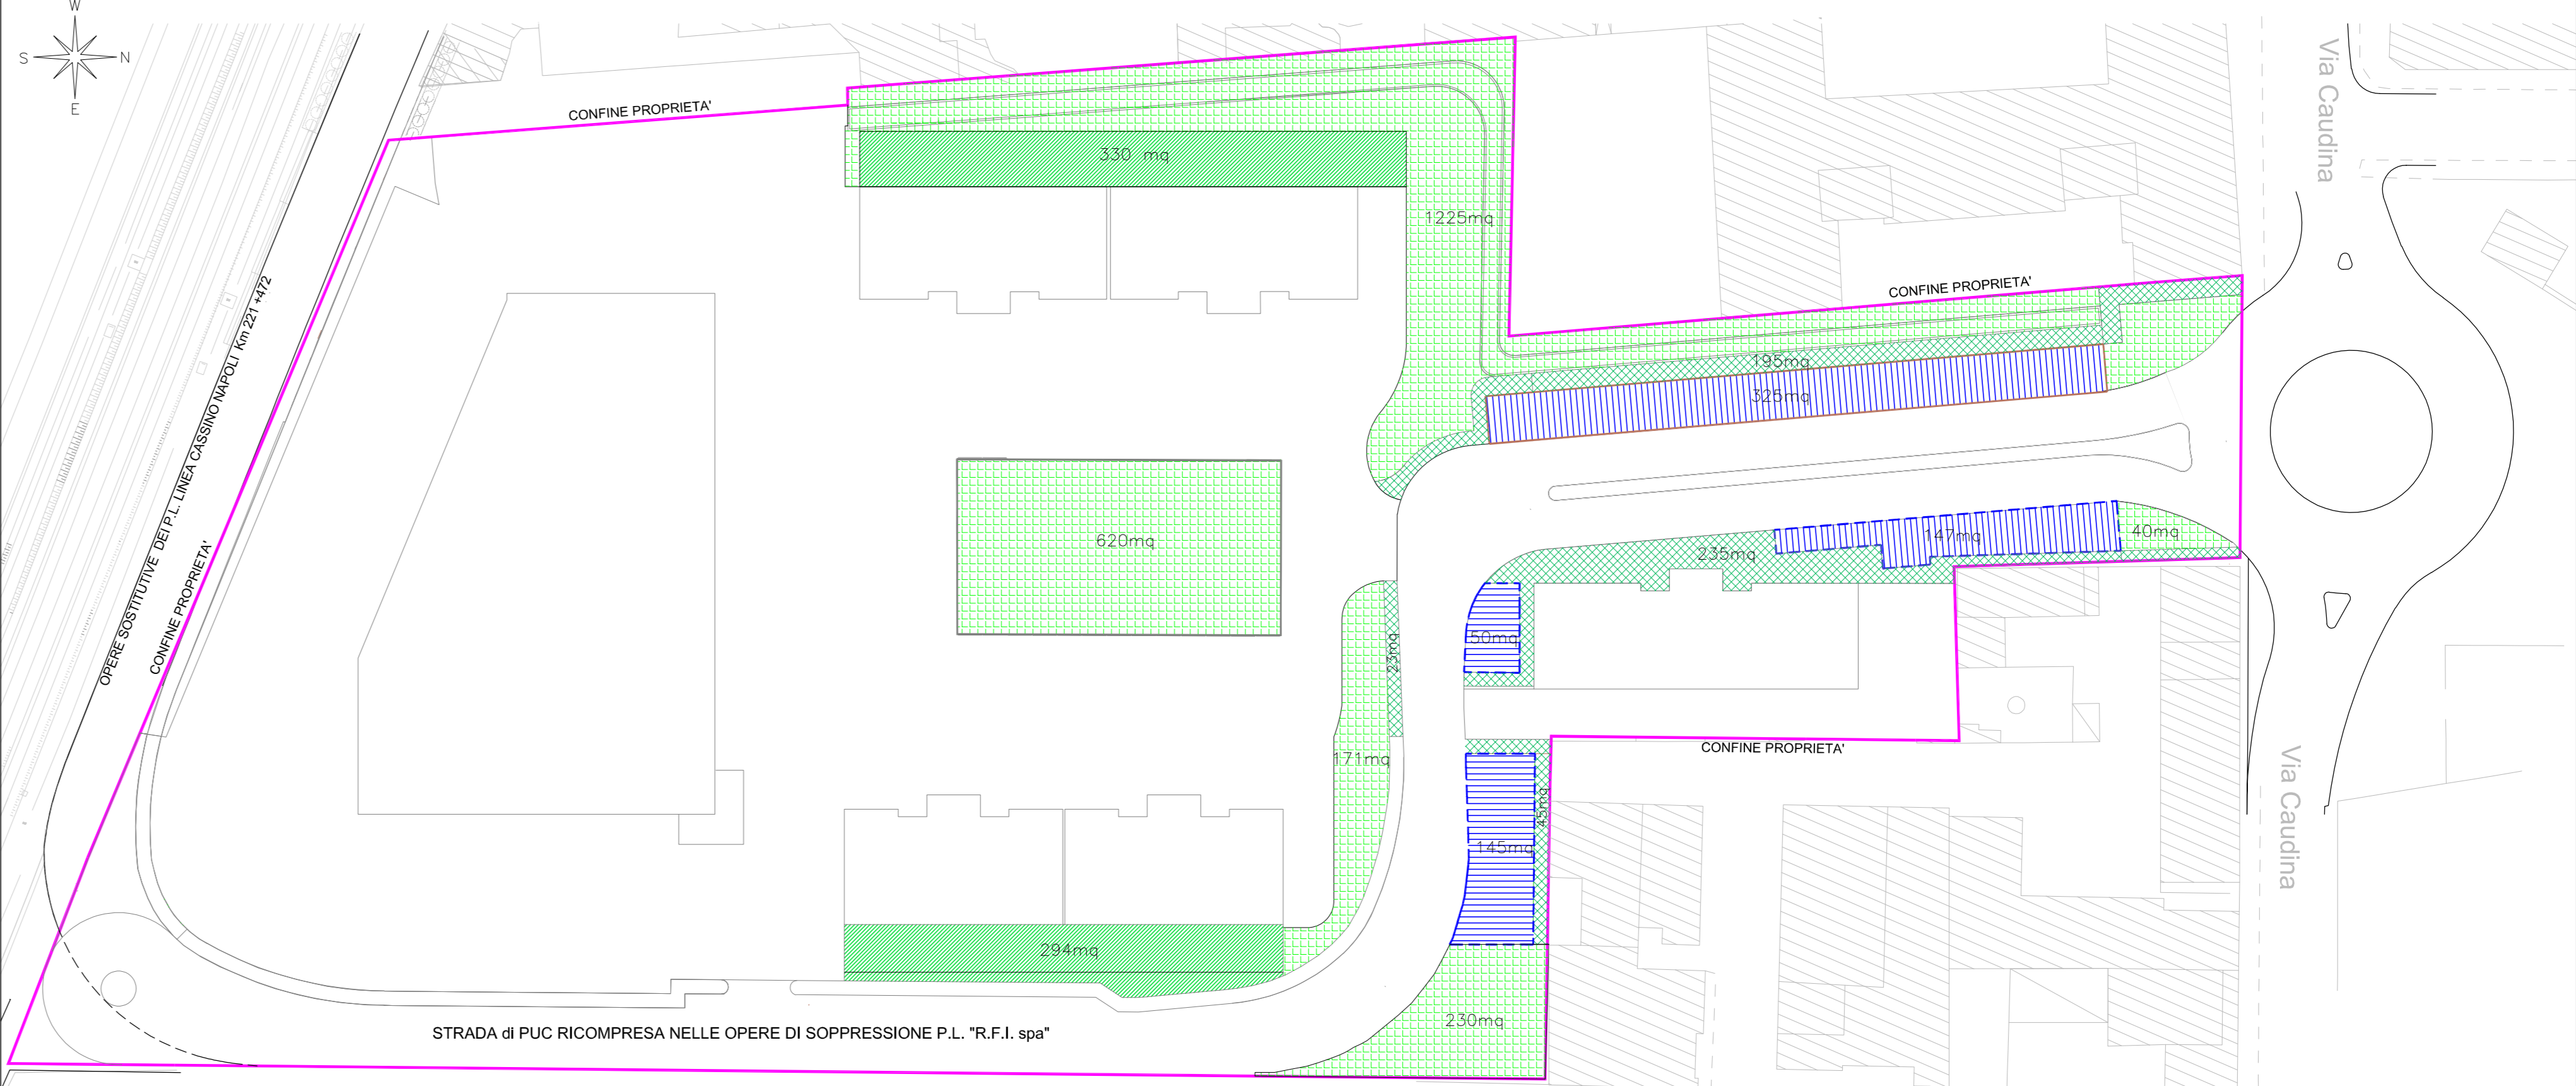 W
S
N
E
CONFINE PROPRIETA'
330 mq
1225mq
Via Caudina
OPERE SOSTITUTIVE DEI P.L. LINEA CASSINO NAPOLI Km 221 +472
CONFINE PROPRIETA'
CONFINE PROPRIETA'
195mq
325mq
620mq
147mq
40mq
235mq
50mq
23mq
171mq
CONFINE PROPRIETA'
45mq
145mq
Via Caudina
294mq
230mq
STRADA di PUC RICOMPRESA NELLE OPERE DI SOPPRESSIONE P.L. "R.F.I. spa"